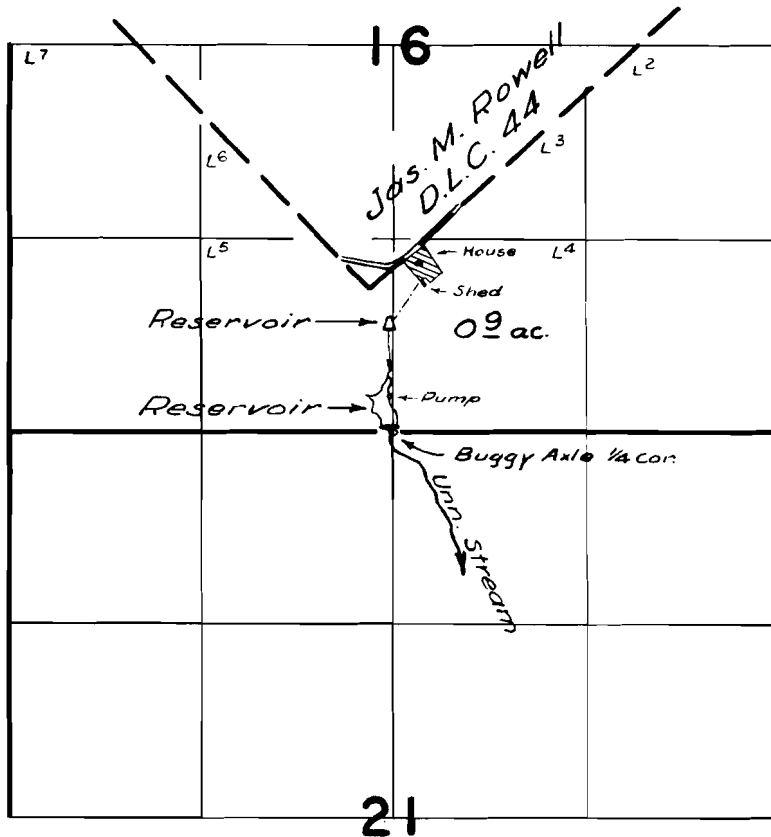 16
L7
L2
Jas. M. Rowell
D.L.C. 44
L3
L6
L5
L4
House
Shed
Reservoir
0 9 ac.
Reservoir
Pump
Buggy Axle 1/4 Cor.
Unn. Stream
21